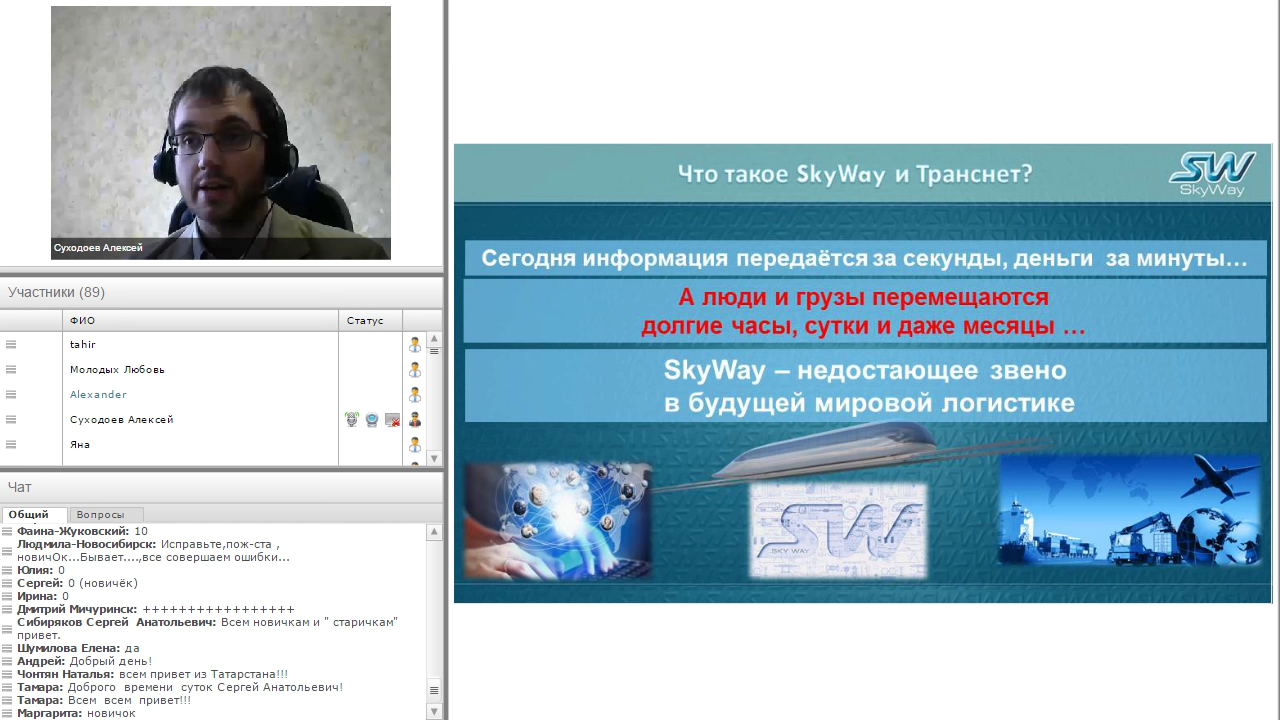 Суходоев Алексей
Участники (89)
ФИО Статус
tahir
Молодых Любовь
Alexander
Суходоев Алексей
Яна
Чат
Общий Вопросы
Фаина-Жуковский: 10
Людмила-Новосибирск: Исправьте,пож-ста ,
новичОк...Бывает....,все совершаем ошибки...
Юлия: 0
Сергей: 0 (новичёк)
Ирина: 0
Дмитрий Мичуринск: +++++++++++++++++
Сибиряков Сергей Анатольевич: Всем новичкам и " старичкам"
привет.
Шумилова Елена: да
Андрей: Добрый день!
Чонтян Наталья: всем привет из Татарстана!!!
Тамара: Доброго времени суток Сергей Анатольевич!
Тамара: Всем всем привет!!!
Маргарита: новичок
Что такое SkyWay и Транснет?
SW
SkyWay
Сегодня информация передаётся за секунды, деньги за минуты…
А люди и грузы перемещаются
долгие часы, сутки и даже месяцы …
SkyWay – недостающее звено
в будущей мировой логистике
SW
SKY WAY